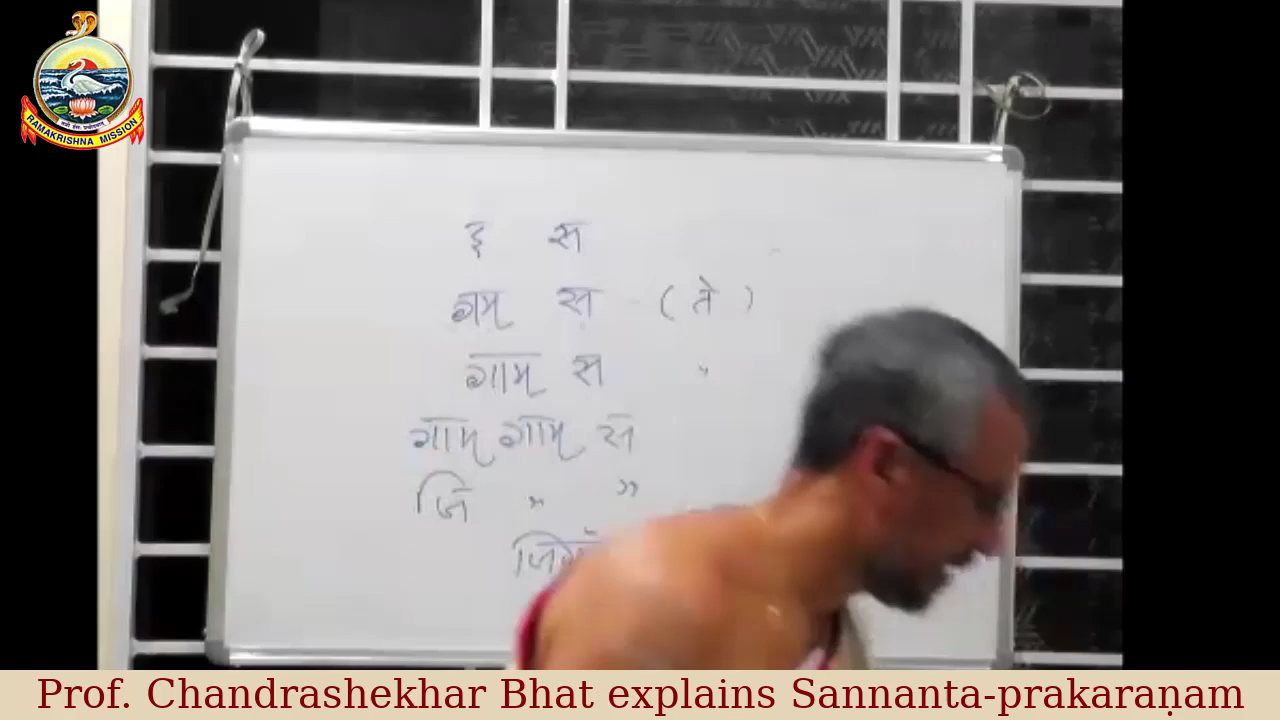 RAMAKRISHNA MISSION
इ स
गम् स (ते)
गाम् स "
गाम् गाम् स
जि " "
Prof. Chandrashekhar Bhat explains Sannanta-prakaraṇam